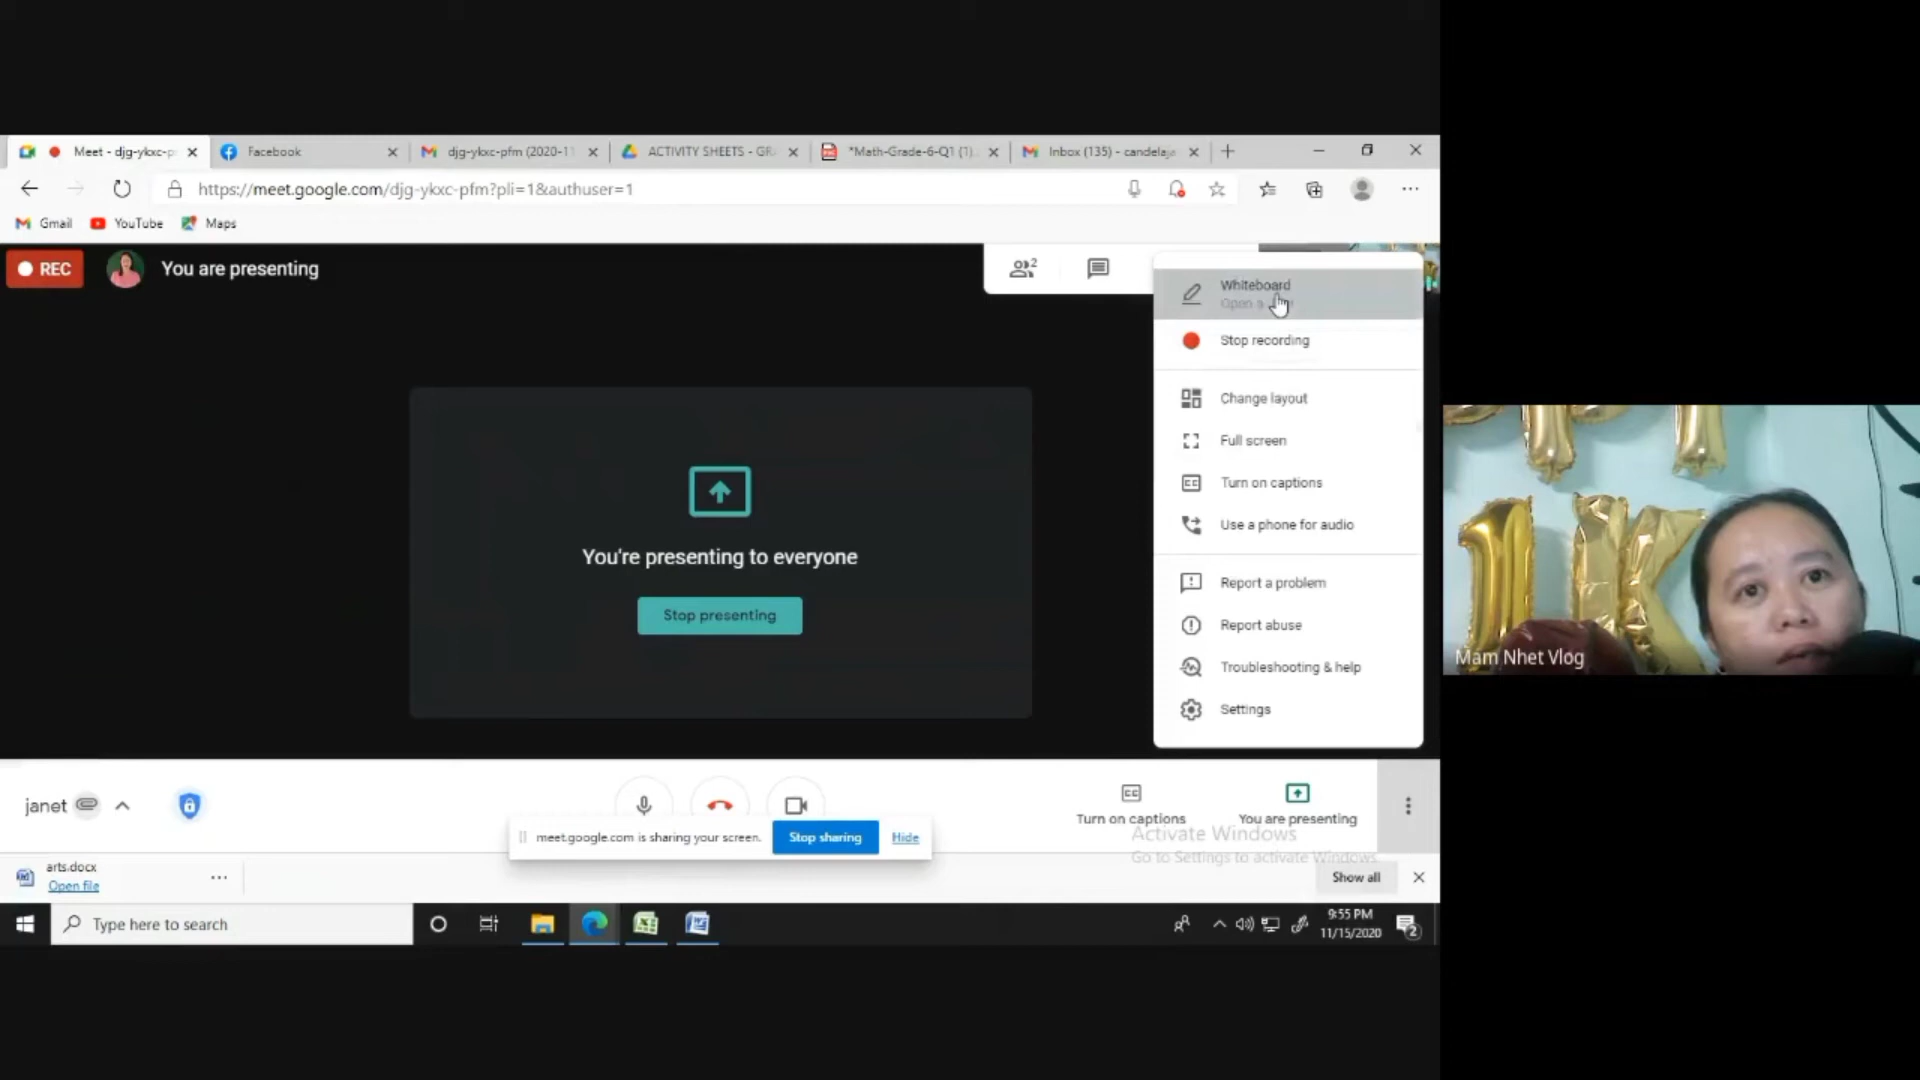 Meet - djg-ykxc-p
Facebook
djg-ykxc-pfm (2020-11
ACTIVITY SHEETS - GR
*Math-Grade-6-Q1 (1)
Inbox (135) - candelaja
https://meet.google.com/djg-ykxc-pfm?pli=1&authuser=1
Gmail
YouTube
Maps
REC
You are presenting
2
Whiteboard
Open a
Stop recording
Change layout
Full screen
Turn on captions
Use a phone for audio
Report a problem
Report abuse
Troubleshooting & help
Settings
You're presenting to everyone
Stop presenting
1K
Mam Nhet Vlog
janet
Turn on captions
You are presenting
meet.google.com is sharing your screen.
Stop sharing
Hide
Activate Windows
Go to Settings to activate Windows.
arts.docx
Open file
Show all
Type here to search
9:55 PM
11/15/2020
2